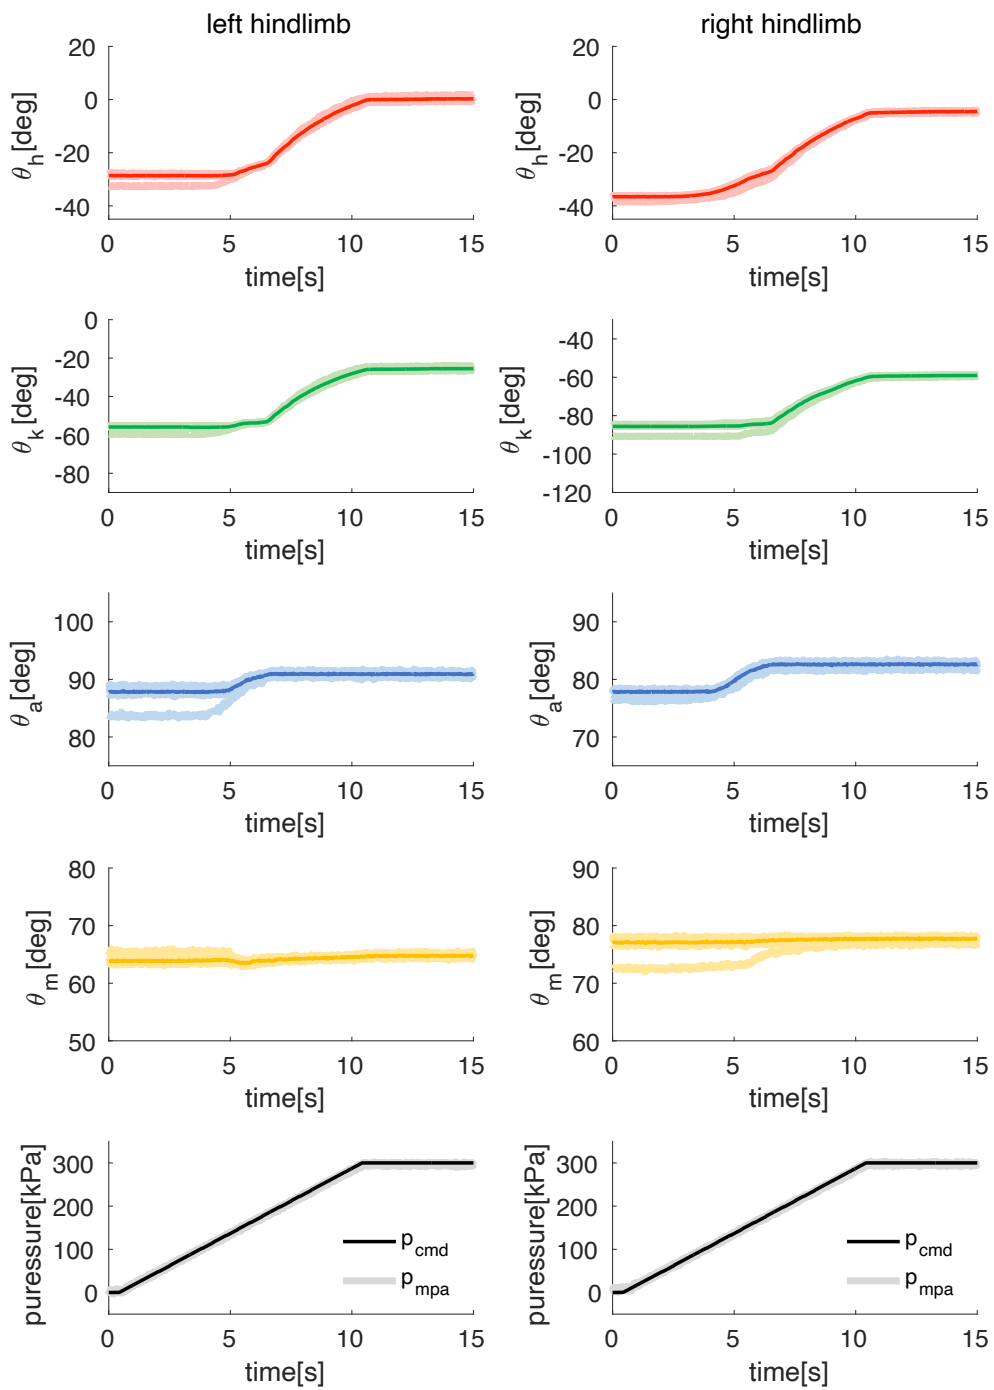 left hindlimb
right hindlimb
20
0
-20
-40
θh[deg]
0 5 10 15
time[s]
20
0
-20
-40
θh[deg]
0 5 10 15
time[s]
0
-20
-40
-60
-80
θk[deg]
0 5 10 15
time[s]
-40
-60
-80
-100
-120
θk[deg]
0 5 10 15
time[s]
100
90
80
θa[deg]
0 5 10 15
time[s]
90
80
70
θa[deg]
0 5 10 15
time[s]
80
70
60
50
θm[deg]
0 5 10 15
time[s]
90
80
70
60
θm[deg]
0 5 10 15
time[s]
300
200
100
0
puressure[kPa]
pcmd
pmpa
0 5 10 15
time[s]
300
200
100
0
puressure[kPa]
pcmd
pmpa
0 5 10 15
time[s]